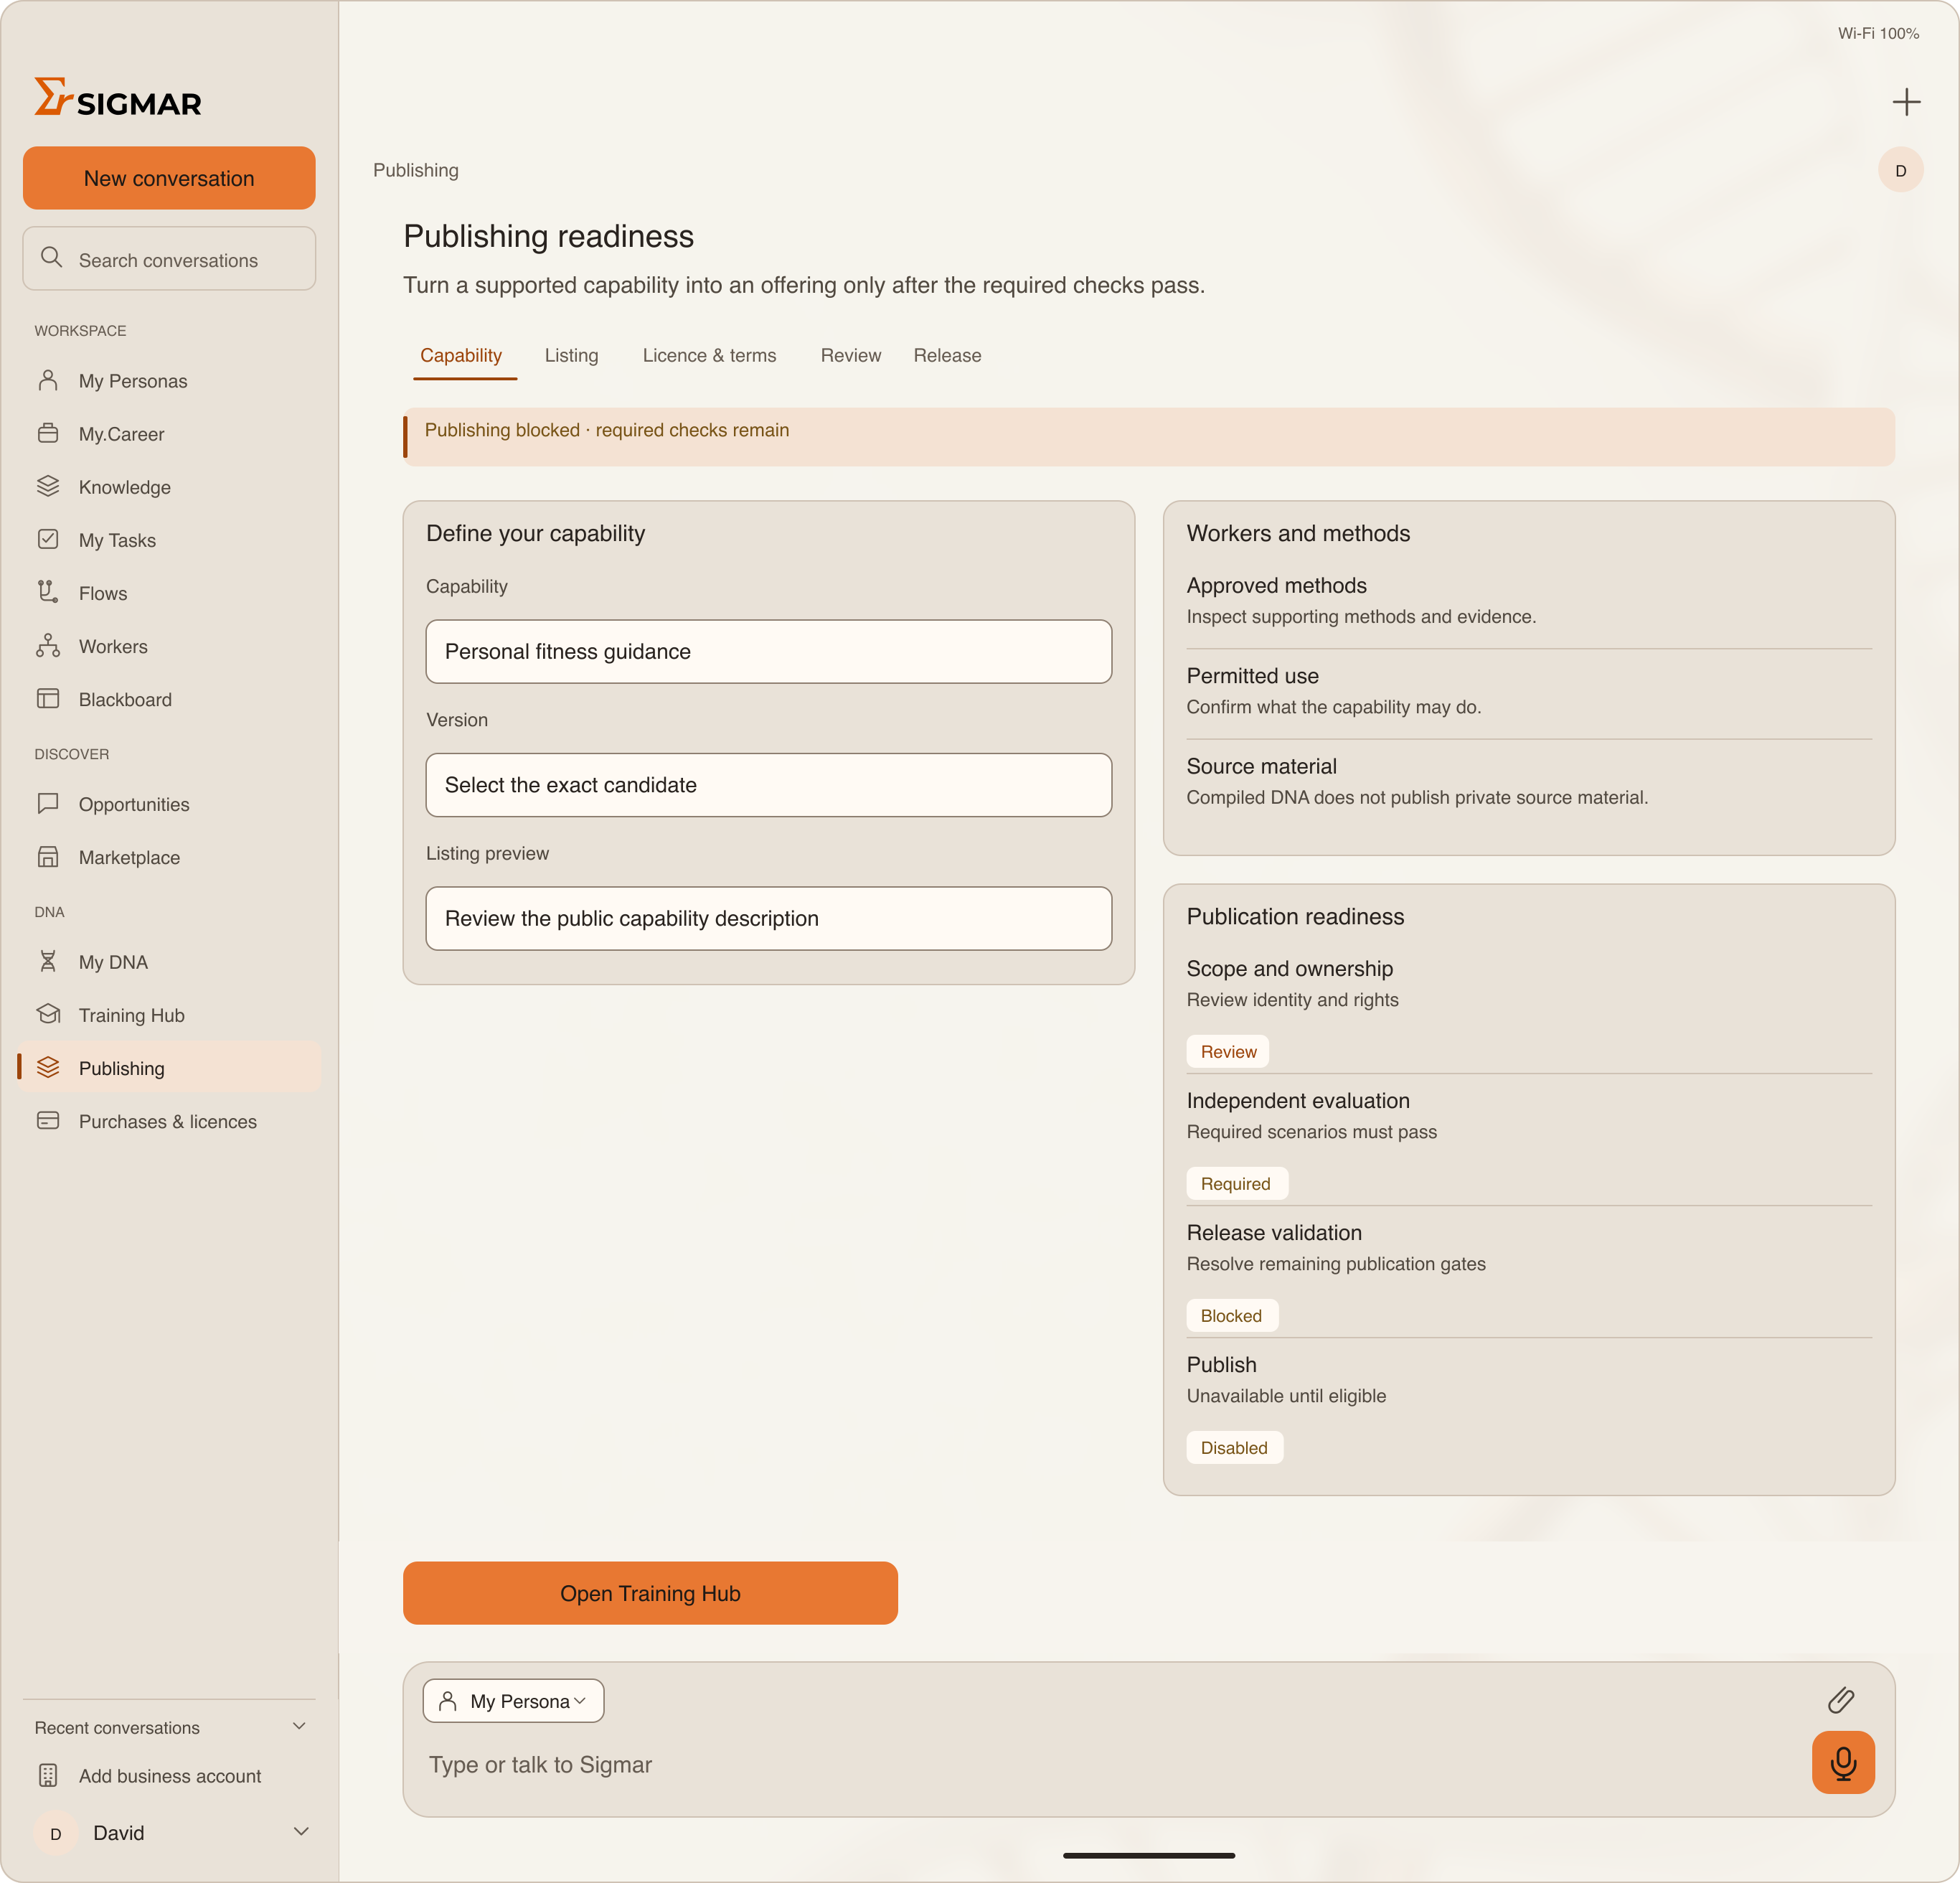 Wi-Fi 100%
Σr SIGMAR
New conversation
Search conversations
WORKSPACE
My Personas
My.Career
Knowledge
My Tasks
Flows
Workers
Blackboard
DISCOVER
Opportunities
Marketplace
DNA
My DNA
Training Hub
Publishing
Purchases & licences
Recent conversations
Add business account
D
David
Publishing
D
Publishing readiness
Turn a supported capability into an offering only after the required checks pass.
Capability
Listing
Licence & terms
Review
Release
Publishing blocked · required checks remain
Define your capability
Capability
Personal fitness guidance
Version
Select the exact candidate
Listing preview
Review the public capability description
Workers and methods
Approved methods
Inspect supporting methods and evidence.
Permitted use
Confirm what the capability may do.
Source material
Compiled DNA does not publish private source material.
Publication readiness
Scope and ownership
Review identity and rights
Review
Independent evaluation
Required scenarios must pass
Required
Release validation
Resolve remaining publication gates
Blocked
Publish
Unavailable until eligible
Disabled
Open Training Hub
My Persona
Type or talk to Sigmar